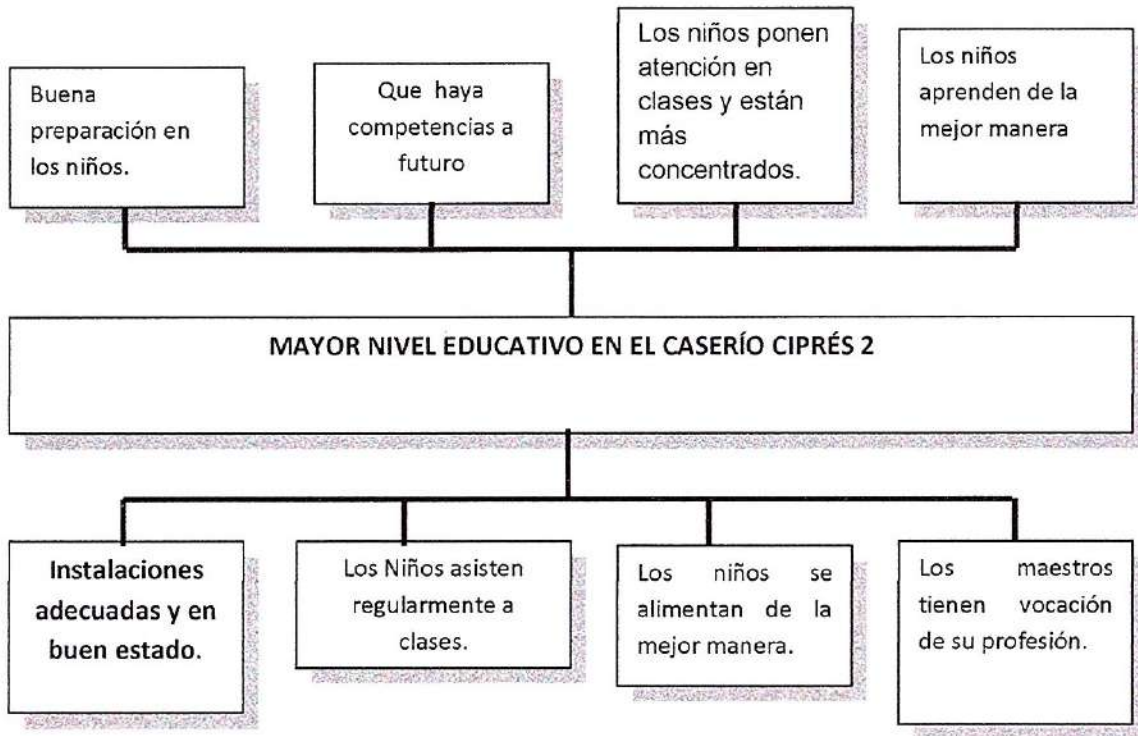 Buena
preparación en
los niños.
Que haya
competencias a
futuro
Los niños ponen
atención en
clases y están
más
concentrados.
Los niños
aprenden de la
mejor manera
MAYOR NIVEL EDUCATIVO EN EL CASERÍO CIPRÉS 2
Instalaciones
adecuadas y en
buen estado.
Los Niños asisten
regularmente a
clases.
Los niños se
alimentan de la
mejor manera.
Los maestros
tienen vocación
de su profesión.